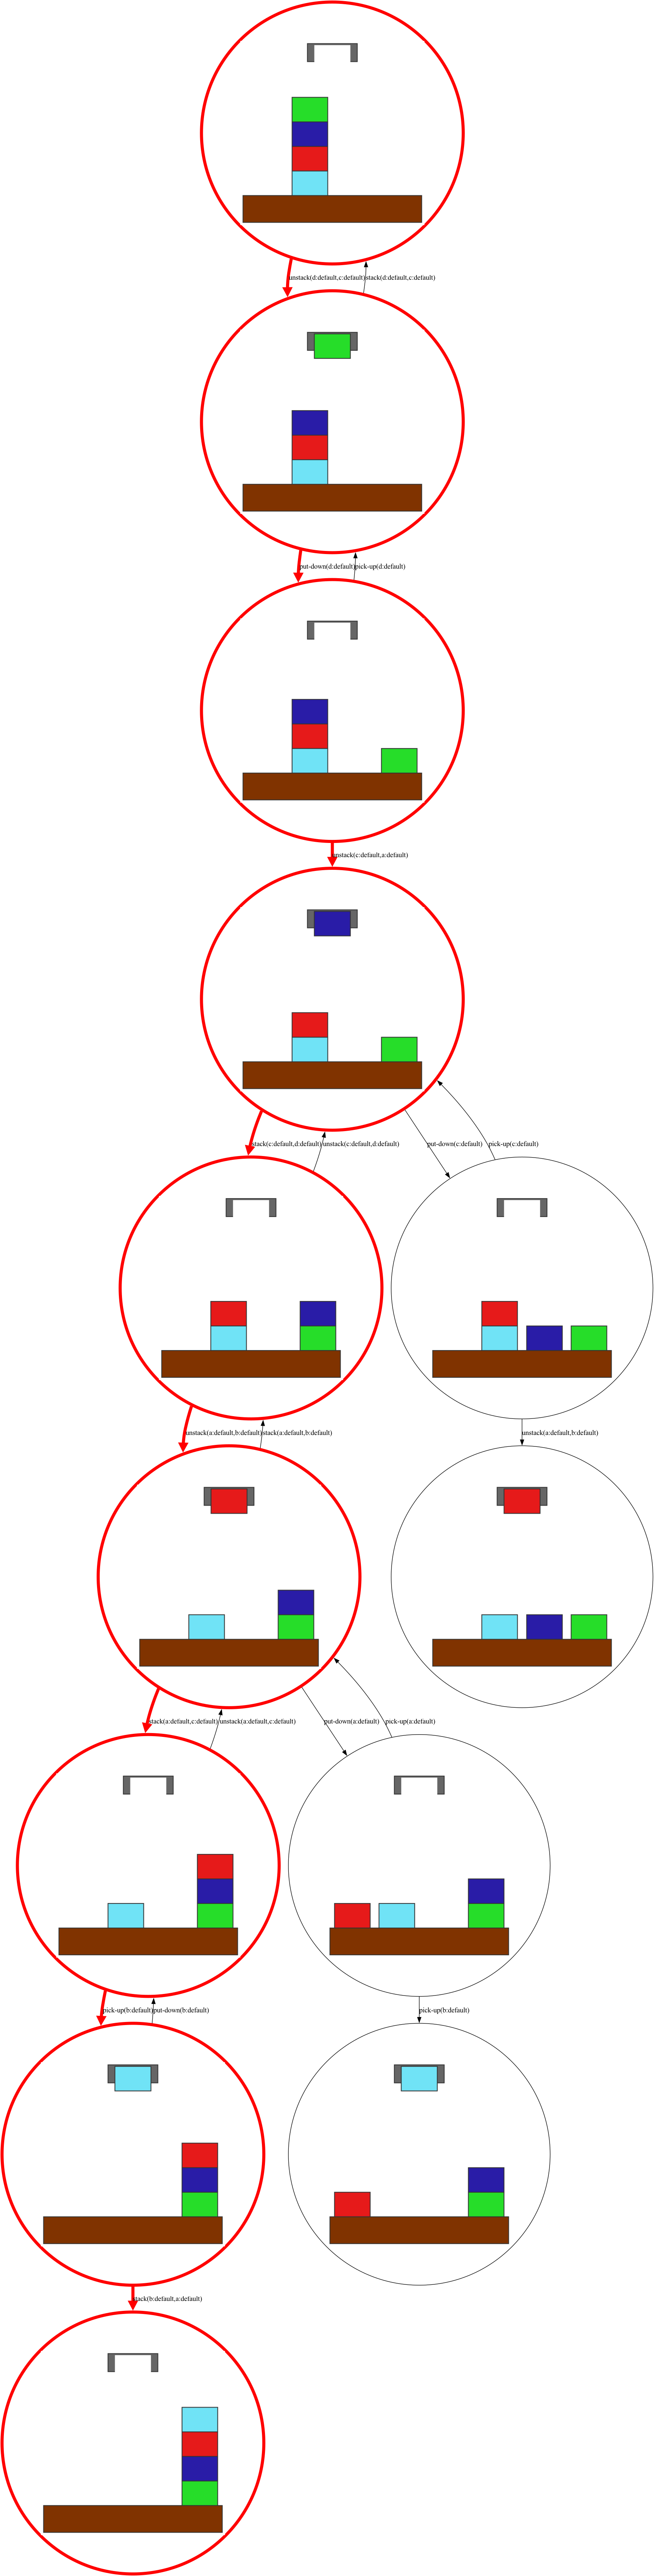 unstack(d:default,c:default)
stack(d:default,c:default)
put-down(d:default)
pick-up(d:default)
unstack(c:default,a:default)
stack(c:default,d:default)
unstack(c:default,d:default)
put-down(c:default)
pick-up(c:default)
unstack(a:default,b:default)
stack(a:default,b:default)
unstack(a:default,b:default)
stack(a:default,c:default)
unstack(a:default,c:default)
put-down(a:default)
pick-up(a:default)
pick-up(b:default)
put-down(b:default)
pick-up(b:default)
stack(b:default,a:default)